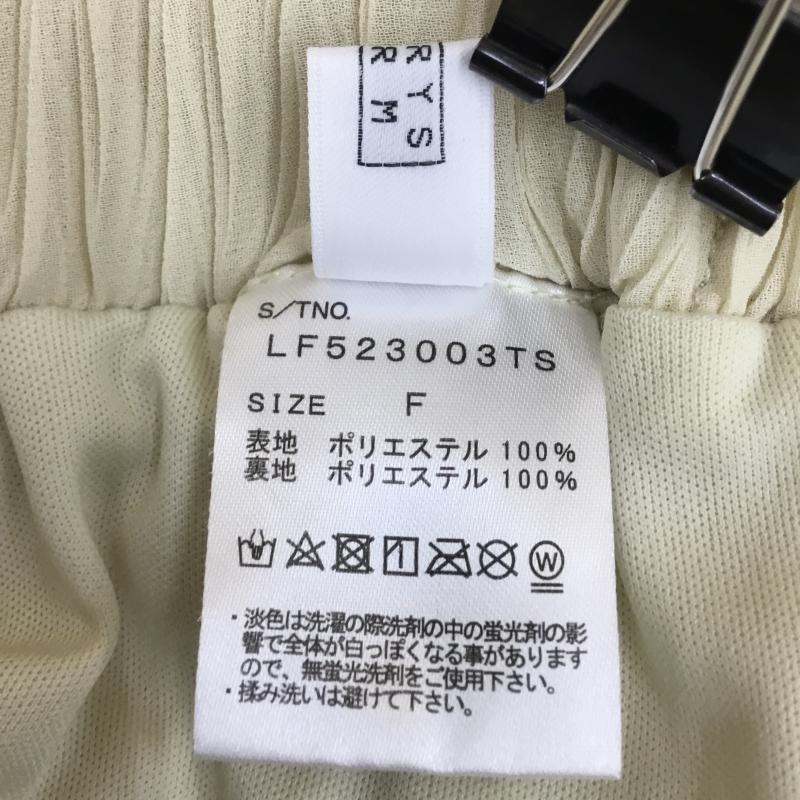 RYS
RM
S/TNO.
LF523003TS
SIZE F
表地 ポリエステル 100%
裏地 ポリエステル 100%
W
・淡色は洗濯の際洗剤の中の蛍光剤の影
響で全体が白っぽくなる事があります
ので、無蛍光洗剤をご使用下さい。
・揉み洗いは避けて下さい。